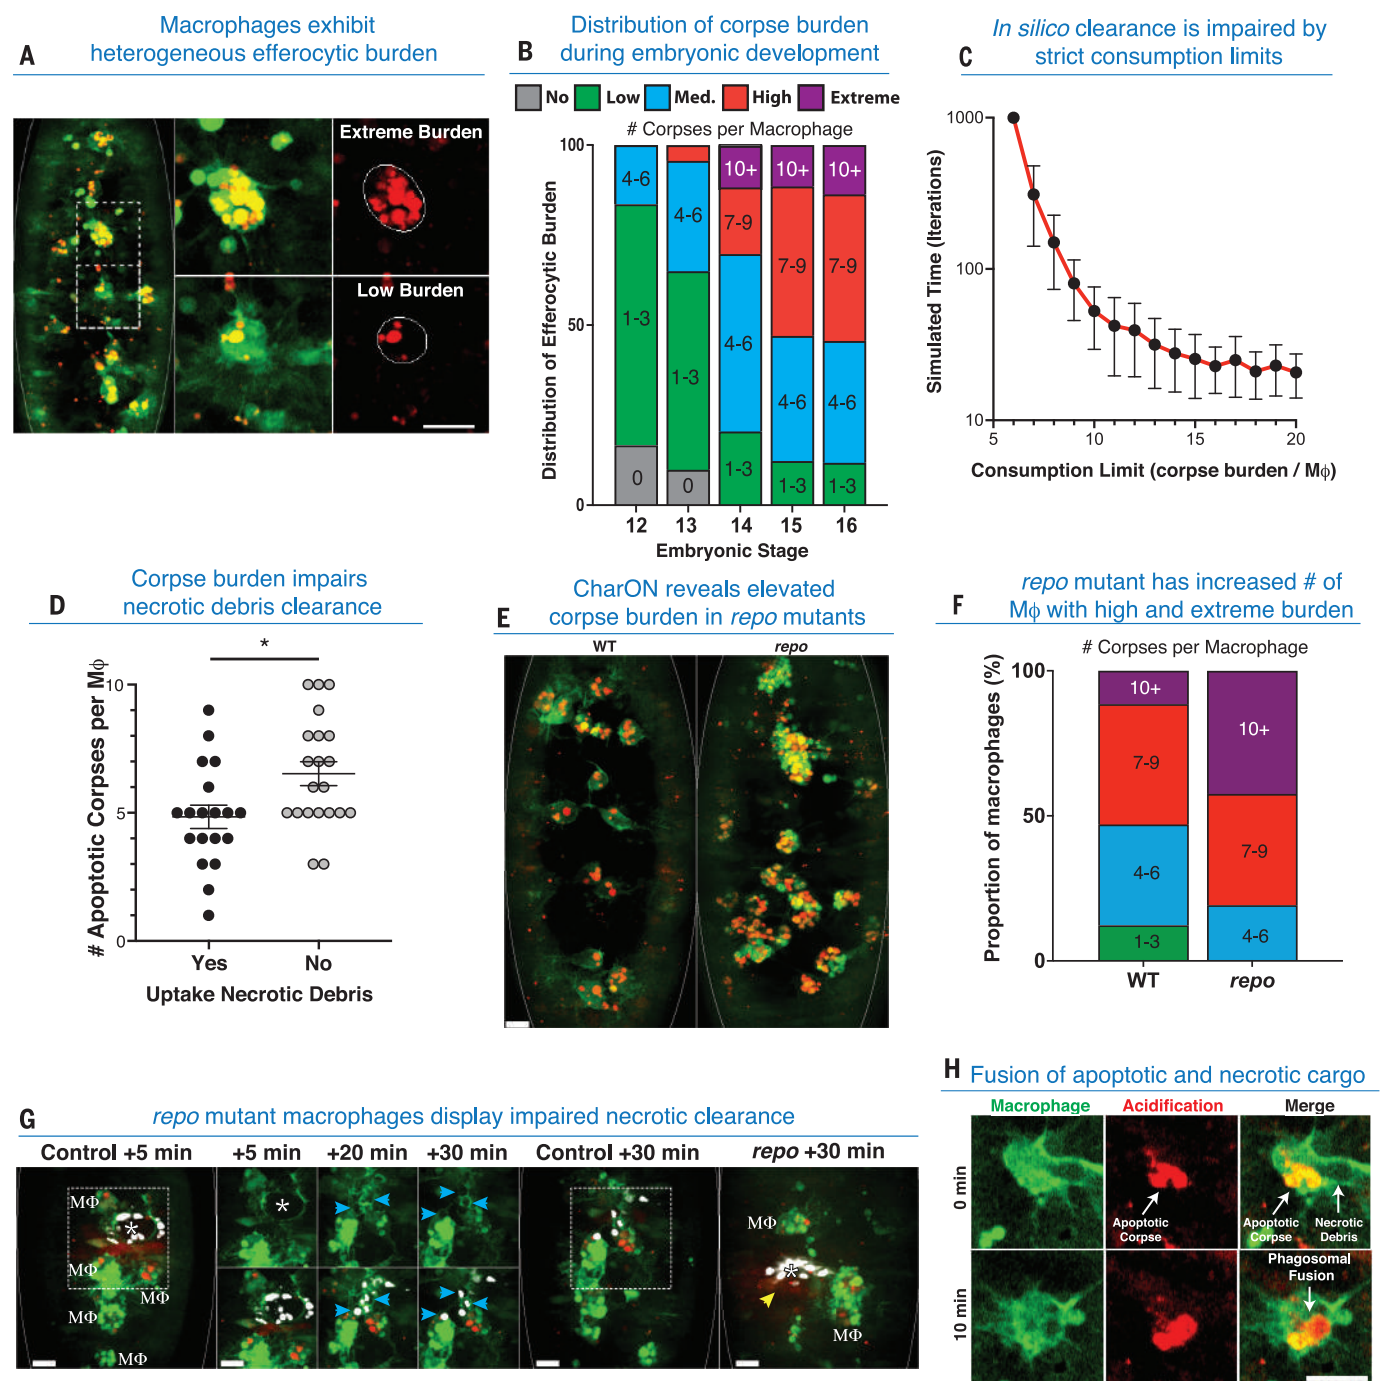 A
Macrophages exhibit
heterogeneous efferocytic burden
Extreme Burden
Low Burden
B
Distribution of corpse burden
during embryonic development
No Low Med. High Extreme
# Corpses per Macrophage
Distribution of Efferocytic Burden
100
50
0
4-6
1-3
0
4-6
1-3
0
10+
7-9
4-6
1-3
10+
7-9
4-6
1-3
10+
7-9
4-6
1-3
12 13 14 15 16
Embryonic Stage
C
In silico clearance is impaired by
strict consumption limits
Simulated Time (Iterations)
1000
100
10
5 10 15 20
Consumption Limit (corpse burden / Mϕ)
D
Corpse burden impairs
necrotic debris clearance
*
# Apoptotic Corpses per Mϕ
10
5
0
Yes No
Uptake Necrotic Debris
E
CharON reveals elevated
corpse burden in repo mutants
WT repo
F
repo mutant has increased # of
Mϕ with high and extreme burden
# Corpses per Macrophage
Proportion of macrophages (%)
100
50
0
10+
7-9
4-6
1-3
10+
7-9
4-6
WT repo
G
repo mutant macrophages display impaired necrotic clearance
Control +5 min +5 min +20 min +30 min Control +30 min repo +30 min
MΦ
*
MΦ
MΦ
MΦ
MΦ
*
MΦ
*
MΦ
H
Fusion of apoptotic and necrotic cargo
Macrophage Acidification Merge
0 min
Apoptotic
Corpse
Apoptotic
Corpse
Necrotic
Debris
10 min
Phagosomal
Fusion